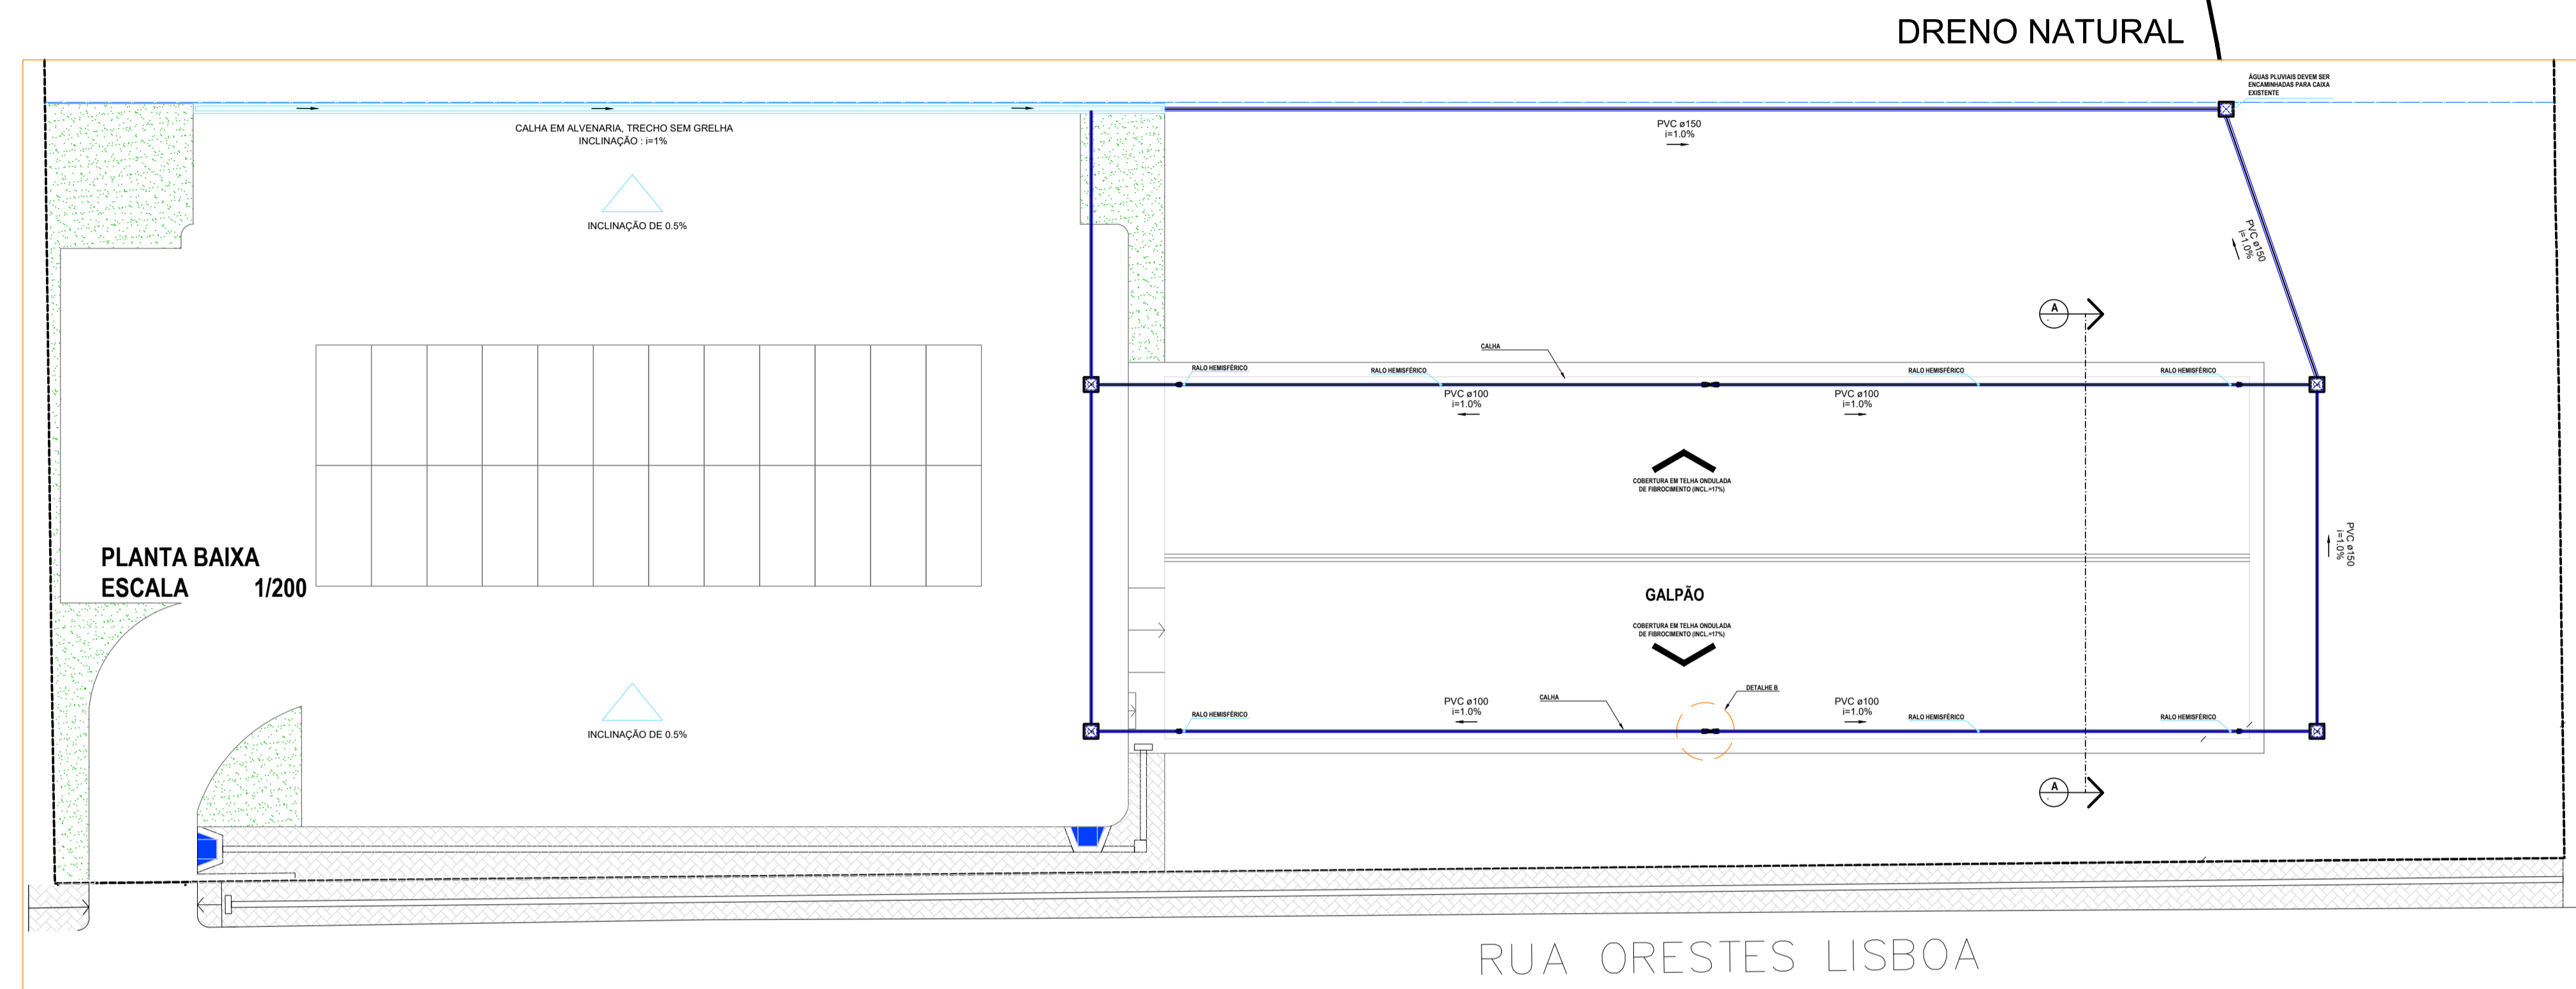 DRENO NATURAL
ÁGUAS PLUVIAIS DEVEM SER
ENCAMINHADAS PARA CAIXA
EXISTENTE
CALHA EM ALVENARIA, TRECHO SEM GRELHA
INCLINAÇÃO : i=1%
PVC ø150
i=1.0%
INCLINAÇÃO DE 0.5%
PVC ø150
i=1.0%
A
CALHA
RALO HEMISFÉRICO
RALO HEMISFÉRICO
RALO HEMISFÉRICO
RALO HEMISFÉRICO
PVC ø100
i=1.0%
PVC ø100
i=1.0%
COBERTURA EM TELHA ONDULADA
DE FIBROCIMENTO (INCL.=17%)
PLANTA BAIXA
ESCALA 1/200
PVC ø150
i=1.0%
GALPÃO
COBERTURA EM TELHA ONDULADA
DE FIBROCIMENTO (INCL.=17%)
DETALHE B
CALHA
PVC ø100
i=1.0%
PVC ø100
i=1.0%
RALO HEMISFÉRICO
RALO HEMISFÉRICO
RALO HEMISFÉRICO
INCLINAÇÃO DE 0.5%
A
RUA ORESTES LISBOA